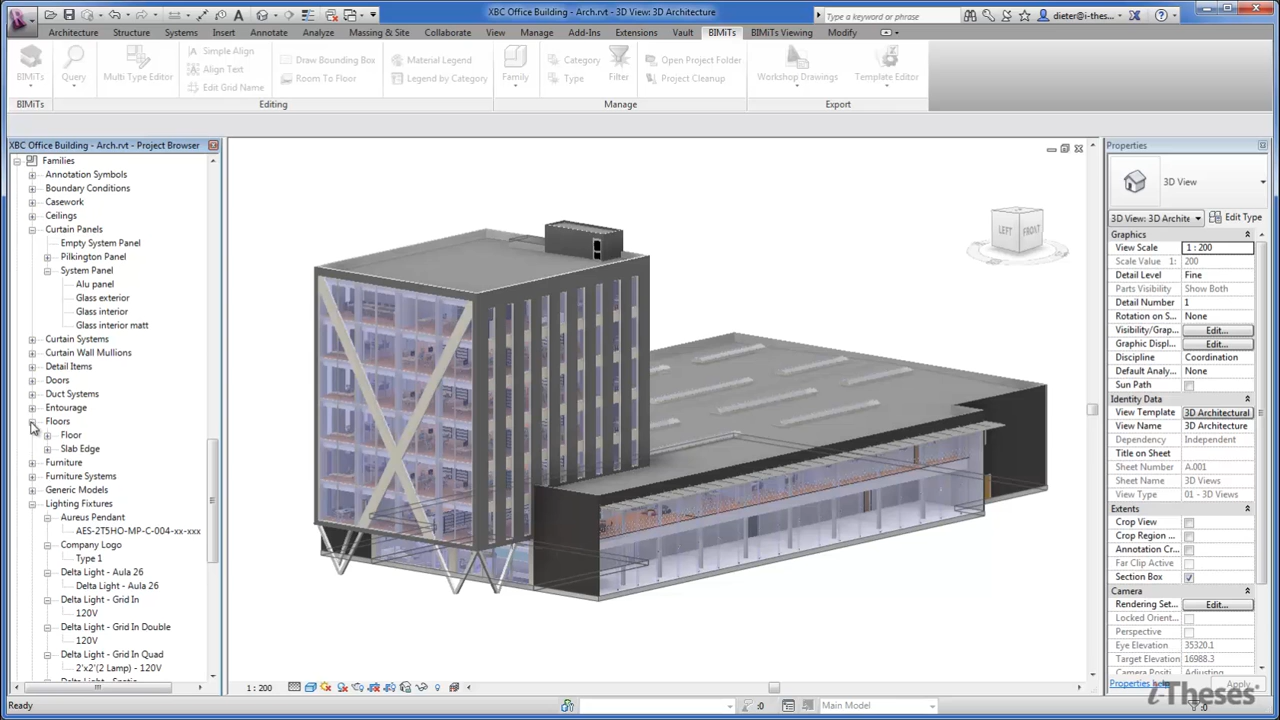 XBC Office Building - Arch.rvt - 3D View: 3D Architecture
Type a keyword or phrase
dieter@i-thes...
Architecture Structure Systems Insert Annotate Analyze Massing & Site Collaborate View Manage Add-Ins Extensions Vault BIMiTs BIMiTs Viewing Modify
BIMiTs
Query
Multi Type Editor
Simple Align
Align Text
Edit Grid Name
Draw Bounding Box
Room To Floor
Material Legend
Legend by Category
Family
Category
Type
Filter
Open Project Folder
Project Cleanup
Workshop Drawings
Template Editor
BIMiTs Editing Manage Export
XBC Office Building - Arch.rvt - Project Browser
Families
Annotation Symbols
Boundary Conditions
Casework
Ceilings
Curtain Panels
Empty System Panel
Pilkington Panel
System Panel
Alu panel
Glass exterior
Glass interior
Glass interior matt
Curtain Systems
Curtain Wall Mullions
Detail Items
Doors
Duct Systems
Entourage
Floors
Floor
Slab Edge
Furniture
Furniture Systems
Generic Models
Lighting Fixtures
Aureus Pendant
AES-2T5HO-MP-C-004-xx-xxx
Company Logo
Type 1
Delta Light - Aula 26
Delta Light - Aula 26
Delta Light - Grid In
120V
Delta Light - Grid In Double
120V
Delta Light - Grid In Quad
2'x2'(2 Lamp) - 120V
LEFT FRONT
Properties
3D View
3D View: 3D Archite Edit Type
Graphics
View Scale 1 : 200
Scale Value 1: 200
Detail Level Fine
Parts Visibility Show Both
Detail Number 1
Rotation on S... None
Visibility/Grap... Edit...
Graphic Displ... Edit...
Discipline Coordination
Default Analy... None
Sun Path
Identity Data
View Template 3D Architectural
View Name 3D Architecture
Dependency Independent
Title on Sheet
Sheet Number A.001
Sheet Name 3D Views
View Type 01 - 3D Views
Extents
Crop View
Crop Region ...
Annotation Cr...
Far Clip Active
Section Box
Camera
Rendering Set... Edit...
Locked Orient...
Perspective
Eye Elevation 35320.1
Target Elevation 16988.3
Camera Position Adjusting
Properties help Apply
1 : 200
Ready
:0
Main Model
:0
iTheses